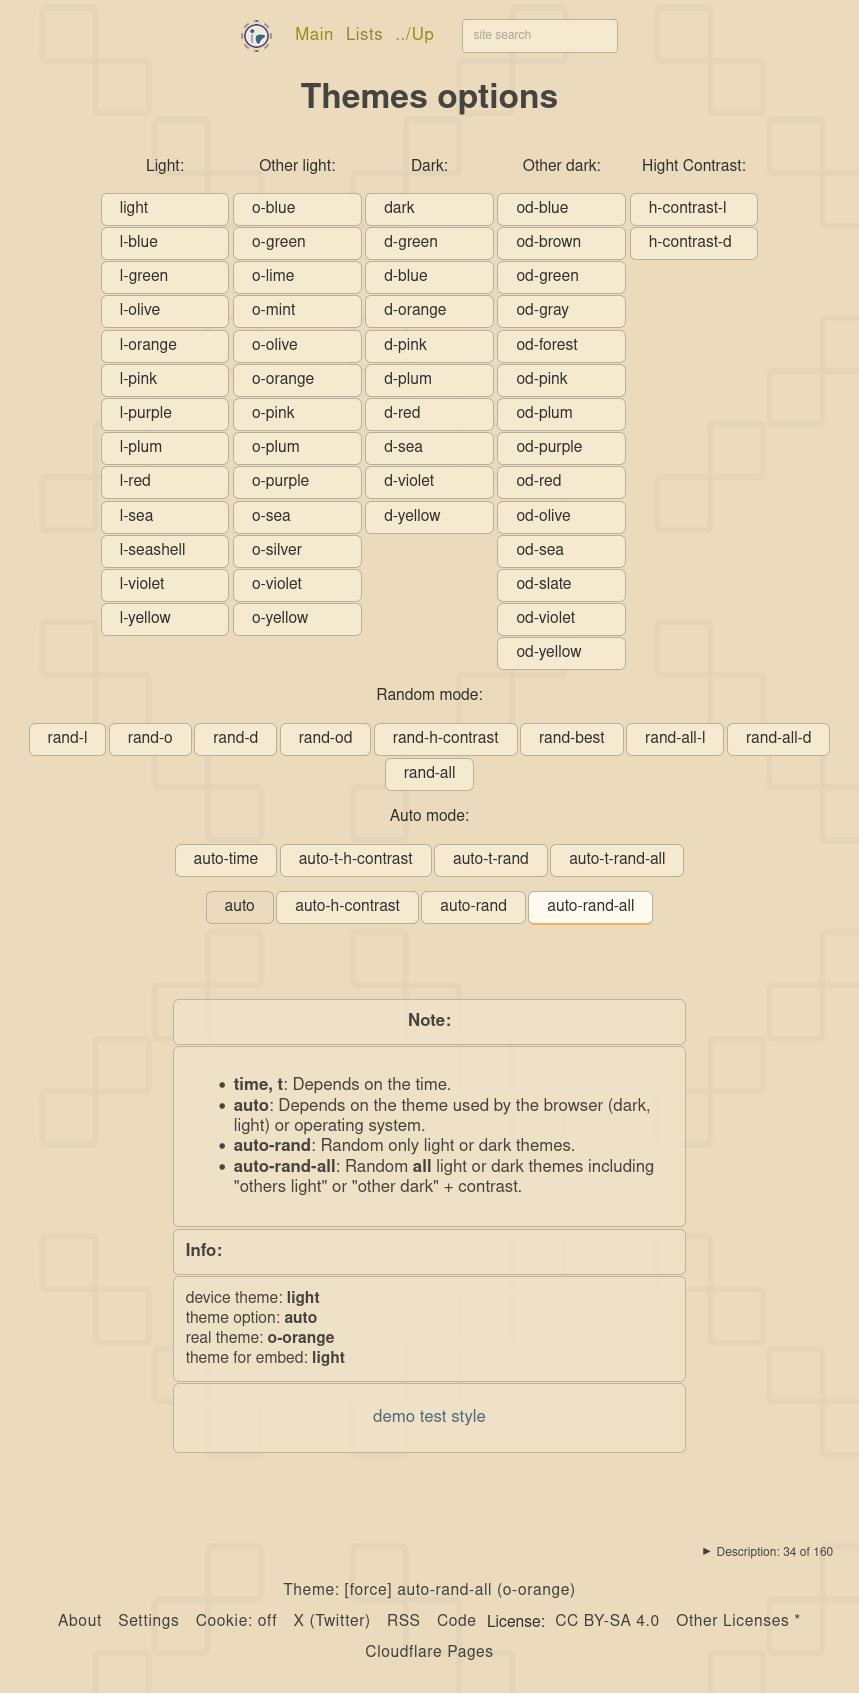 Main Lists ../Up site search
Themes options
Light: Other light: Dark: Other dark: Hight Contrast:
light o-blue dark od-blue h-contrast-l
l-blue o-green d-green od-brown h-contrast-d
l-green o-lime d-blue od-green
l-olive o-mint d-orange od-gray
l-orange o-olive d-pink od-forest
l-pink o-orange d-plum od-pink
l-purple o-pink d-red od-plum
l-plum o-plum d-sea od-purple
l-red o-purple d-violet od-red
l-sea o-sea d-yellow od-olive
l-seashell o-silver od-sea
l-violet o-violet od-slate
l-yellow o-yellow od-violet
od-yellow
Random mode:
rand-l rand-o rand-d rand-od rand-h-contrast rand-best rand-all-l rand-all-d
rand-all
Auto mode:
auto-time auto-t-h-contrast auto-t-rand auto-t-rand-all
auto auto-h-contrast auto-rand auto-rand-all
Note:
• time, t: Depends on the time.
• auto: Depends on the theme used by the browser (dark,
light) or operating system.
• auto-rand: Random only light or dark themes.
• auto-rand-all: Random all light or dark themes including
"others light" or "other dark" + contrast.
Info:
device theme: light
theme option: auto
real theme: o-orange
theme for embed: light
demo test style
► Description: 34 of 160
Theme: [force] auto-rand-all (o-orange)
About Settings Cookie: off X (Twitter) RSS Code License: CC BY-SA 4.0 Other Licenses *
Cloudflare Pages